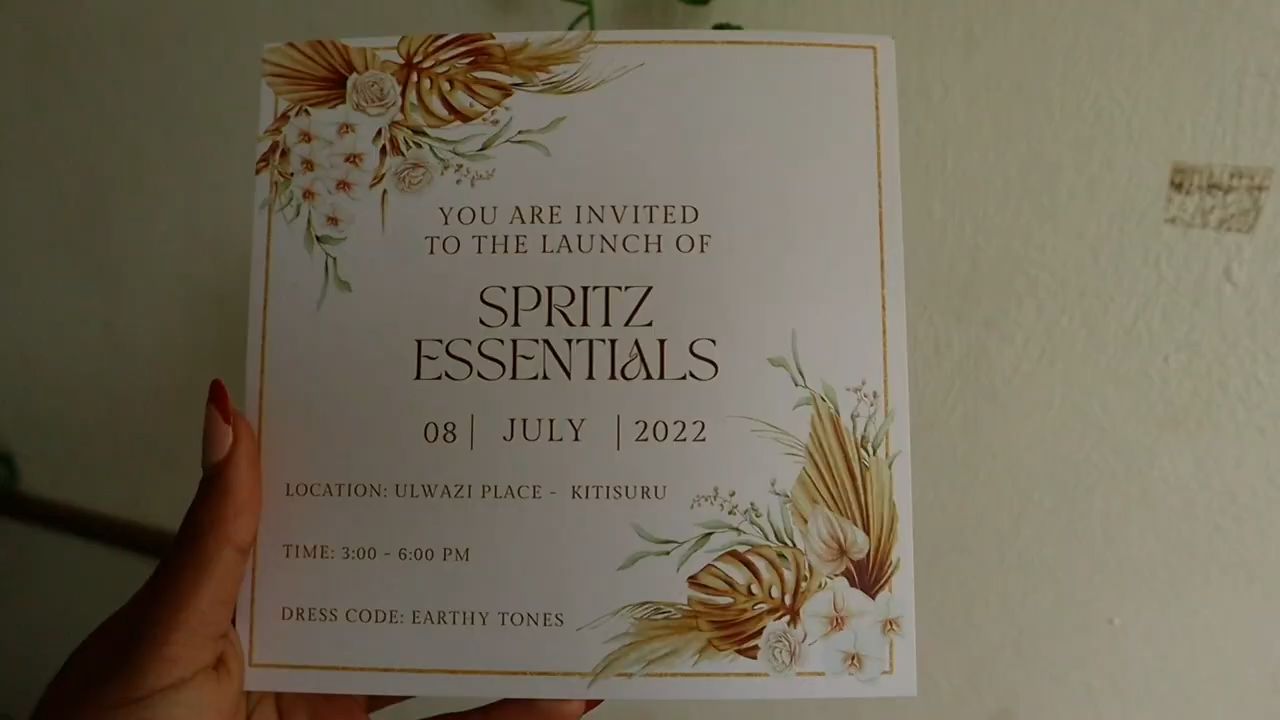 YOU ARE INVITED
TO THE LAUNCH OF
SPRITZ
ESSENTIALS
08 | JULY | 2022
LOCATION: ULWAZI PLACE - KITISURU
TIME: 3:00 - 6:00 PM
DRESS CODE: EARTHY TONES